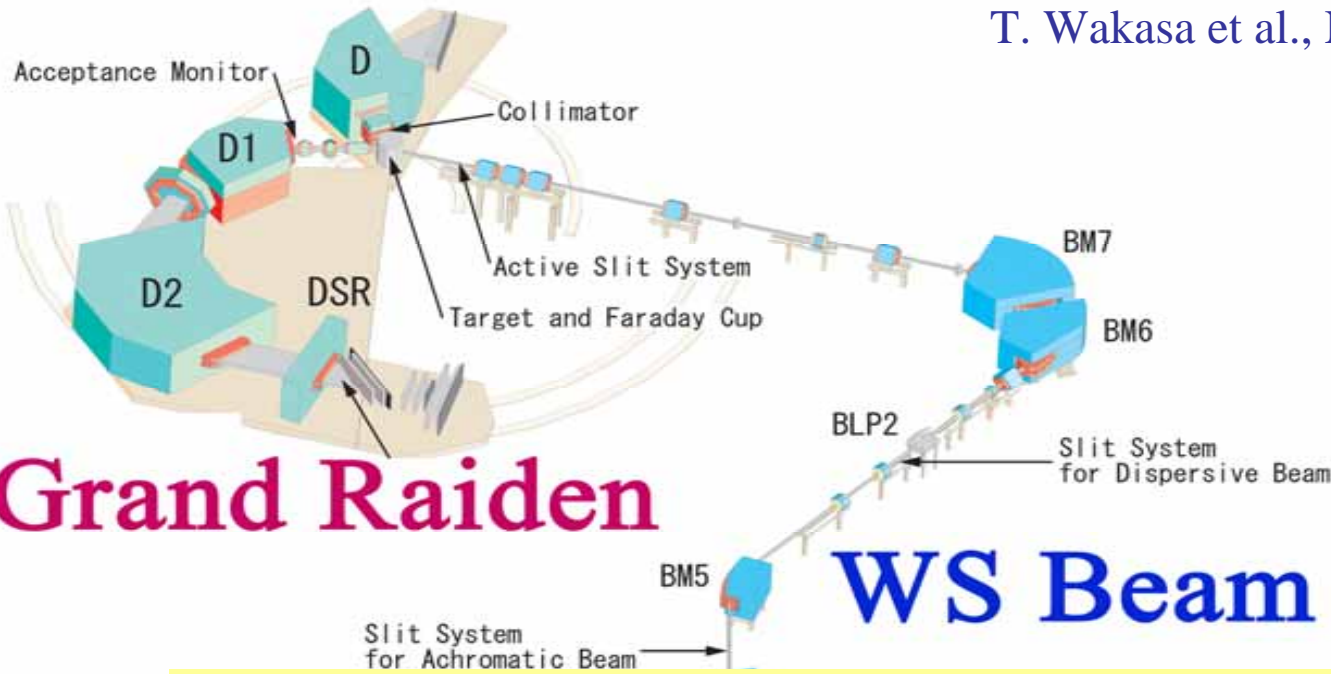 T. Wakasa et al.,
Acceptance Monitor
D
Collimator
D1
Active Slit System
BM7
D2
DSR
Target and Faraday Cup
BM6
BLP2
Slit System
for Dispersive Beam
Grand Raiden
BM5
WS Beam
Slit System
for Achromatic Beam